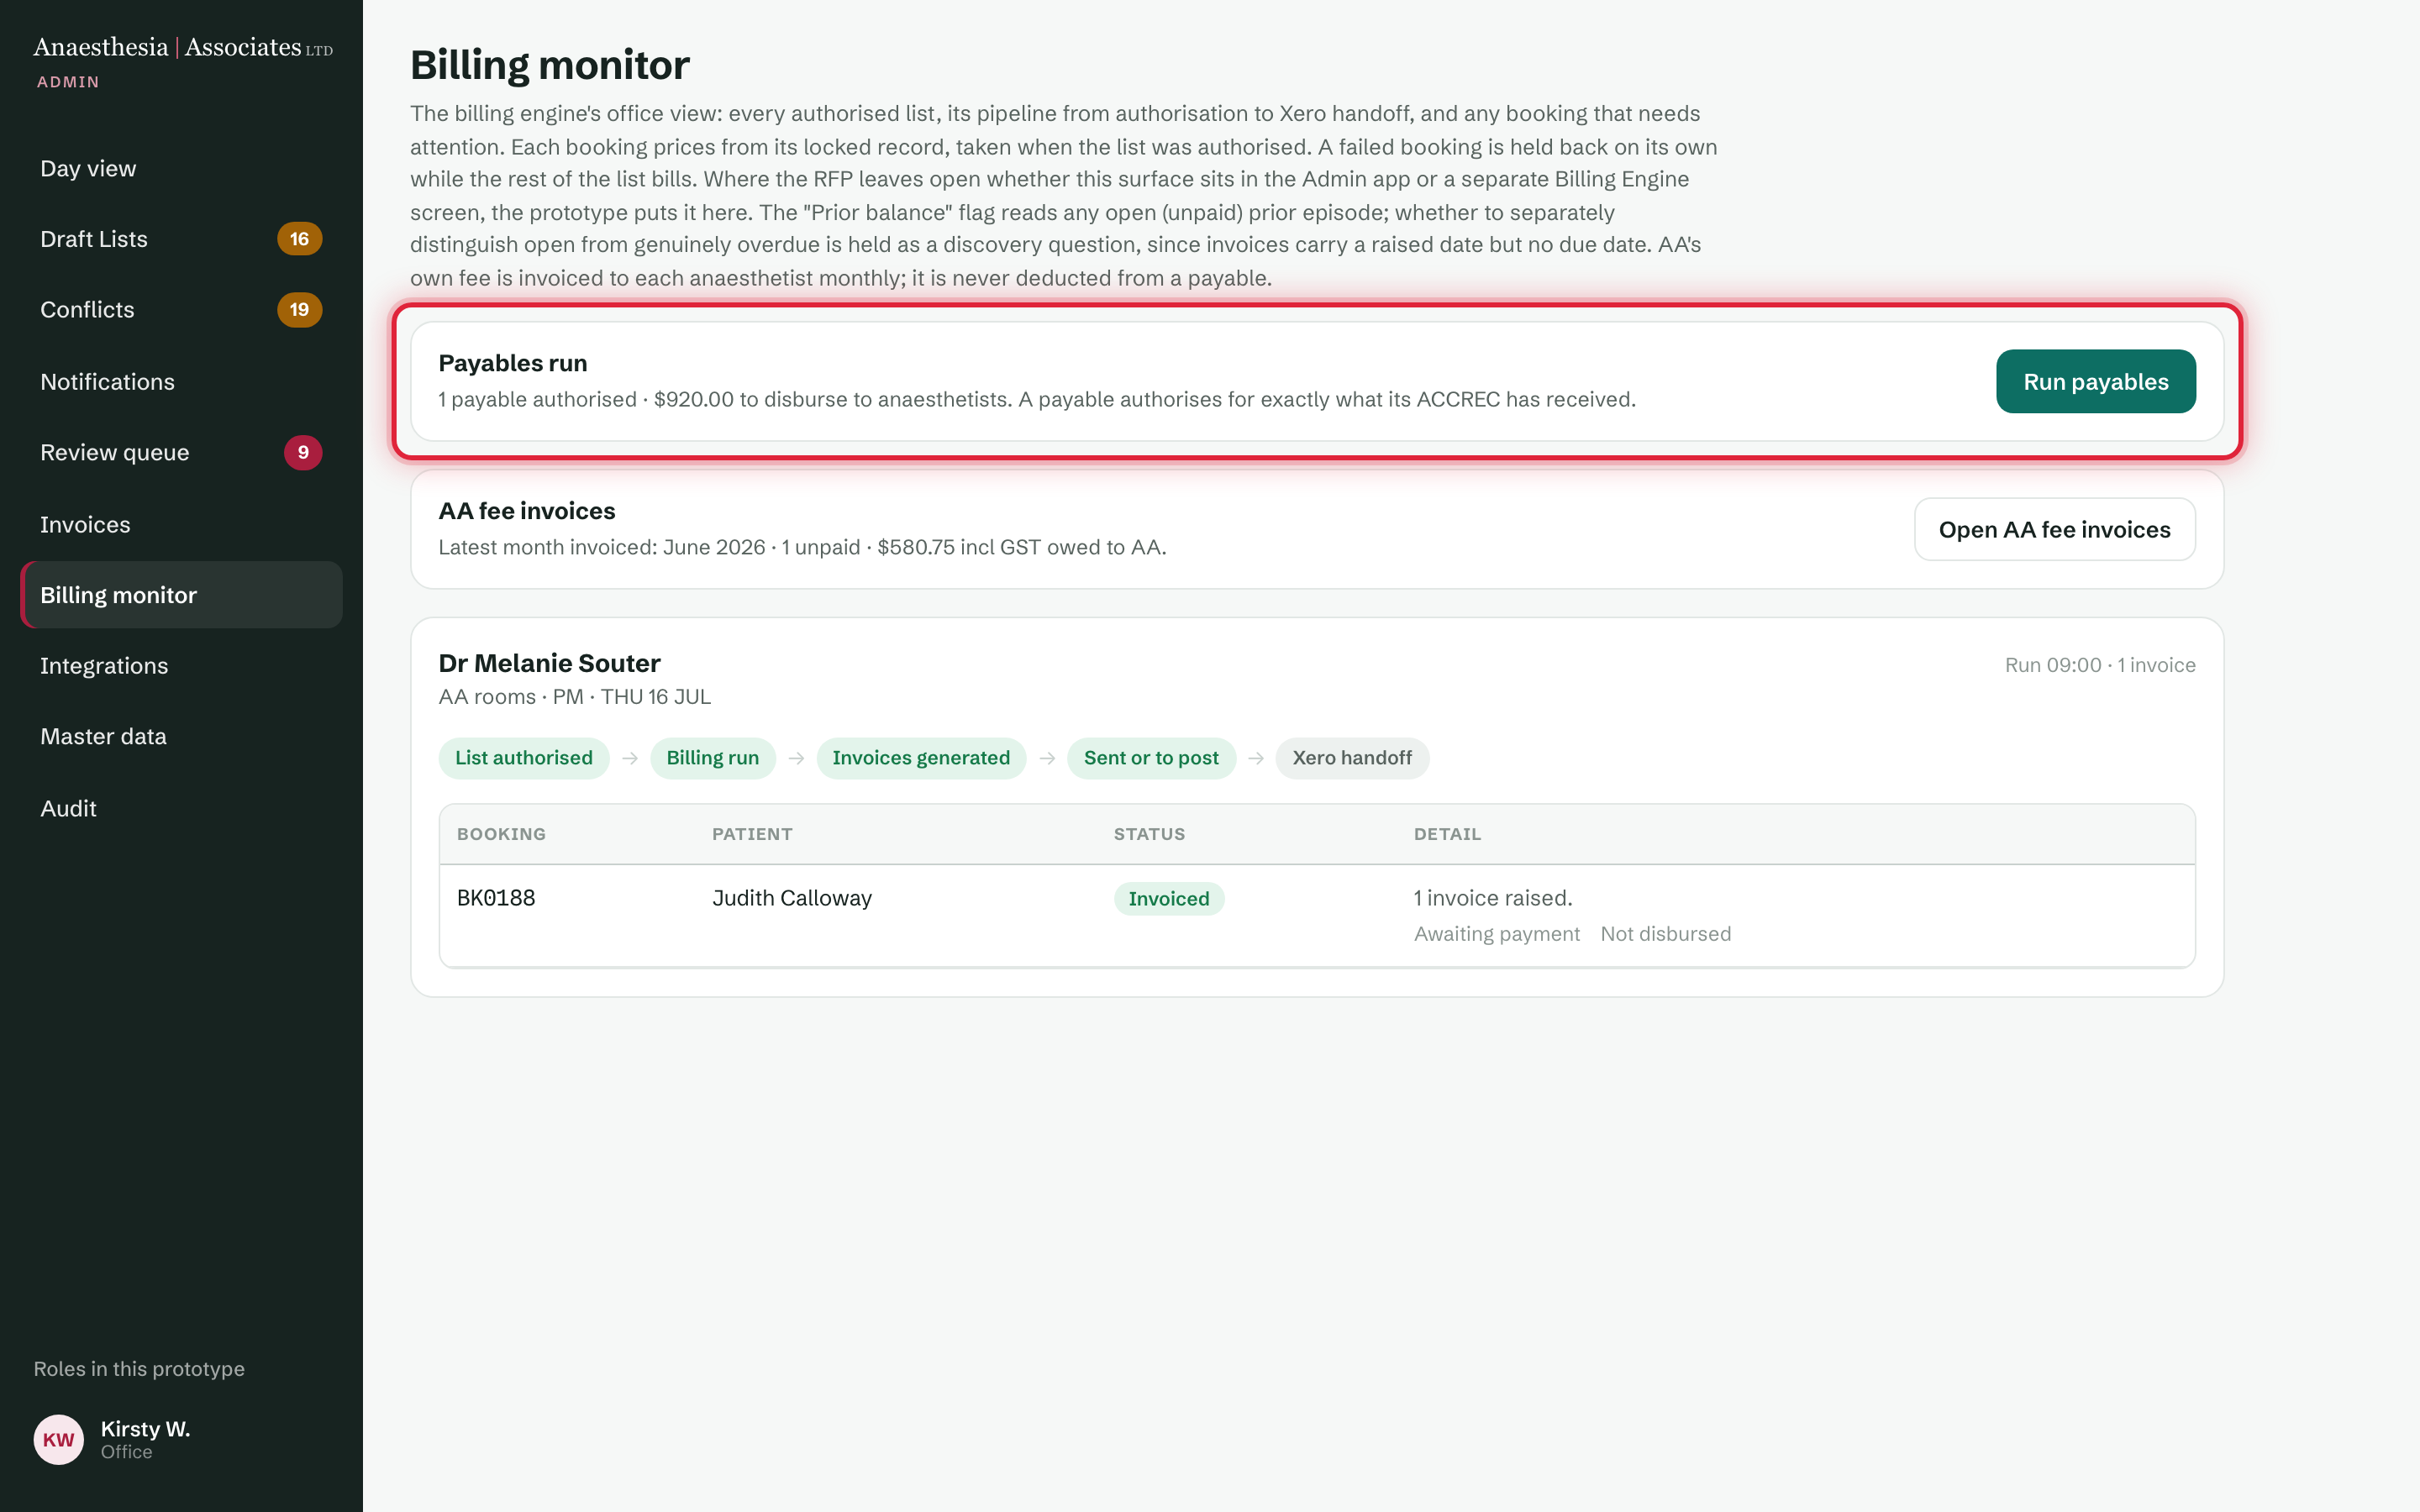 Anaesthesia | Associates LTD
ADMIN
Day view
Draft Lists 16
Conflicts 19
Notifications
Review queue 9
Invoices
Billing monitor
Integrations
Master data
Audit
Roles in this prototype
KW
Kirsty W.
Office
Billing monitor
The billing engine's office view: every authorised list, its pipeline from authorisation to Xero handoff, and any booking that needs
attention. Each booking prices from its locked record, taken when the list was authorised. A failed booking is held back on its own
while the rest of the list bills. Where the RFP leaves open whether this surface sits in the Admin app or a separate Billing Engine
screen, the prototype puts it here. The "Prior balance" flag reads any open (unpaid) prior episode; whether to separately
distinguish open from genuinely overdue is held as a discovery question, since invoices carry a raised date but no due date. AA's
own fee is invoiced to each anaesthetist monthly; it is never deducted from a payable.
Payables run
1 payable authorised · $920.00 to disburse to anaesthetists. A payable authorises for exactly what its ACCREC has received.
Run payables
AA fee invoices
Latest month invoiced: June 2026 · 1 unpaid · $580.75 incl GST owed to AA.
Open AA fee invoices
Dr Melanie Souter
Run 09:00 · 1 invoice
AA rooms · PM · THU 16 JUL
List authorised → Billing run → Invoices generated → Sent or to post → Xero handoff
BOOKING PATIENT STATUS DETAIL
BK0188 Judith Calloway Invoiced 1 invoice raised.
Awaiting payment Not disbursed